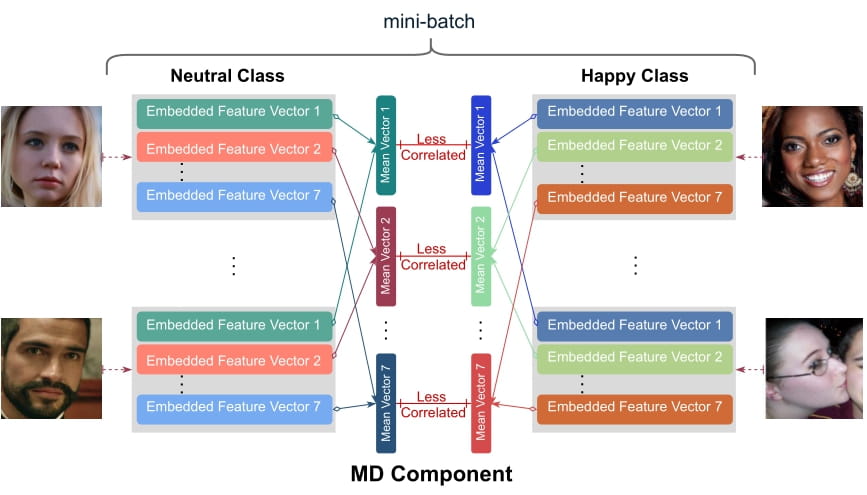 mini-batch
Neutral Class
Happy Class
Embedded Feature Vector 1
Embedded Feature Vector 2
Embedded Feature Vector 7
Embedded Feature Vector 1
Embedded Feature Vector 2
Embedded Feature Vector 7
Mean Vector 1
Less
Correlated
Mean Vector 1
Mean Vector 2
Less
Correlated
Mean Vector 2
Mean Vector 7
Less
Correlated
Mean Vector 7
Embedded Feature Vector 1
Embedded Feature Vector 2
Embedded Feature Vector 7
Embedded Feature Vector 1
Embedded Feature Vector 2
Embedded Feature Vector 7
MD Component